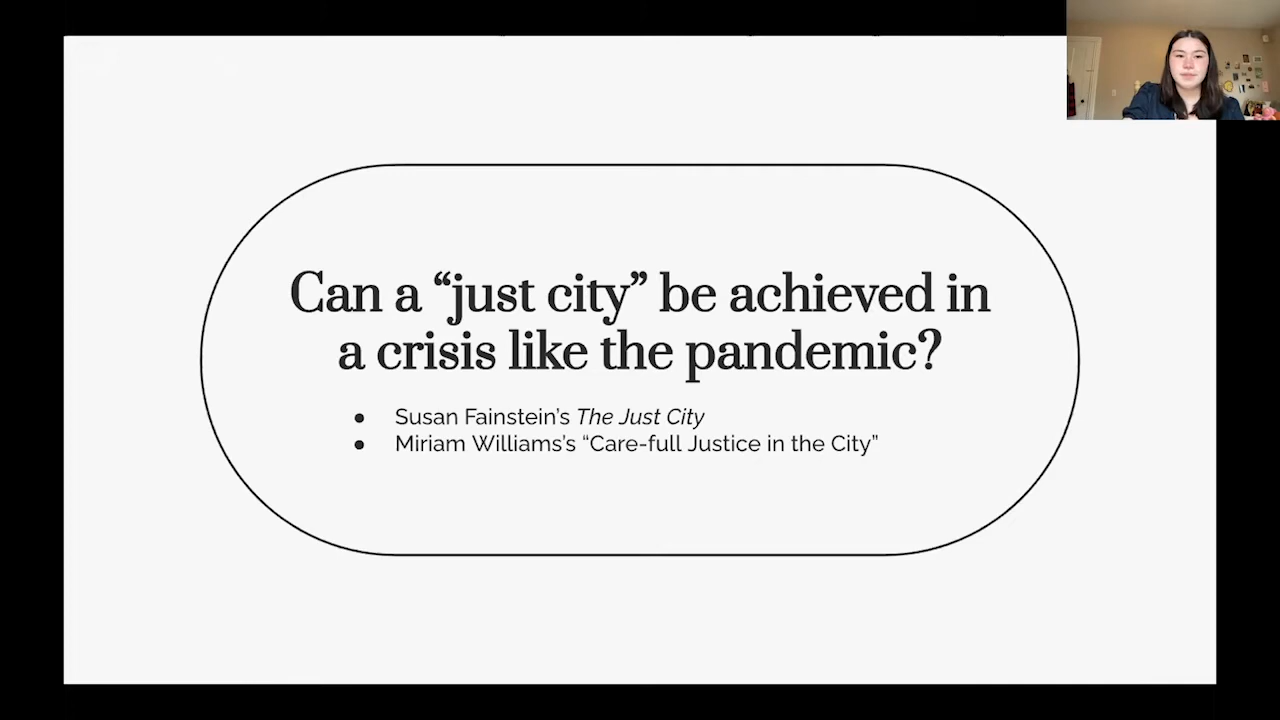 Can a “just city” be achieved in
a crisis like the pandemic?
● Susan Fainstein’s The Just City
● Miriam Williams’s “Care-full Justice in the City”